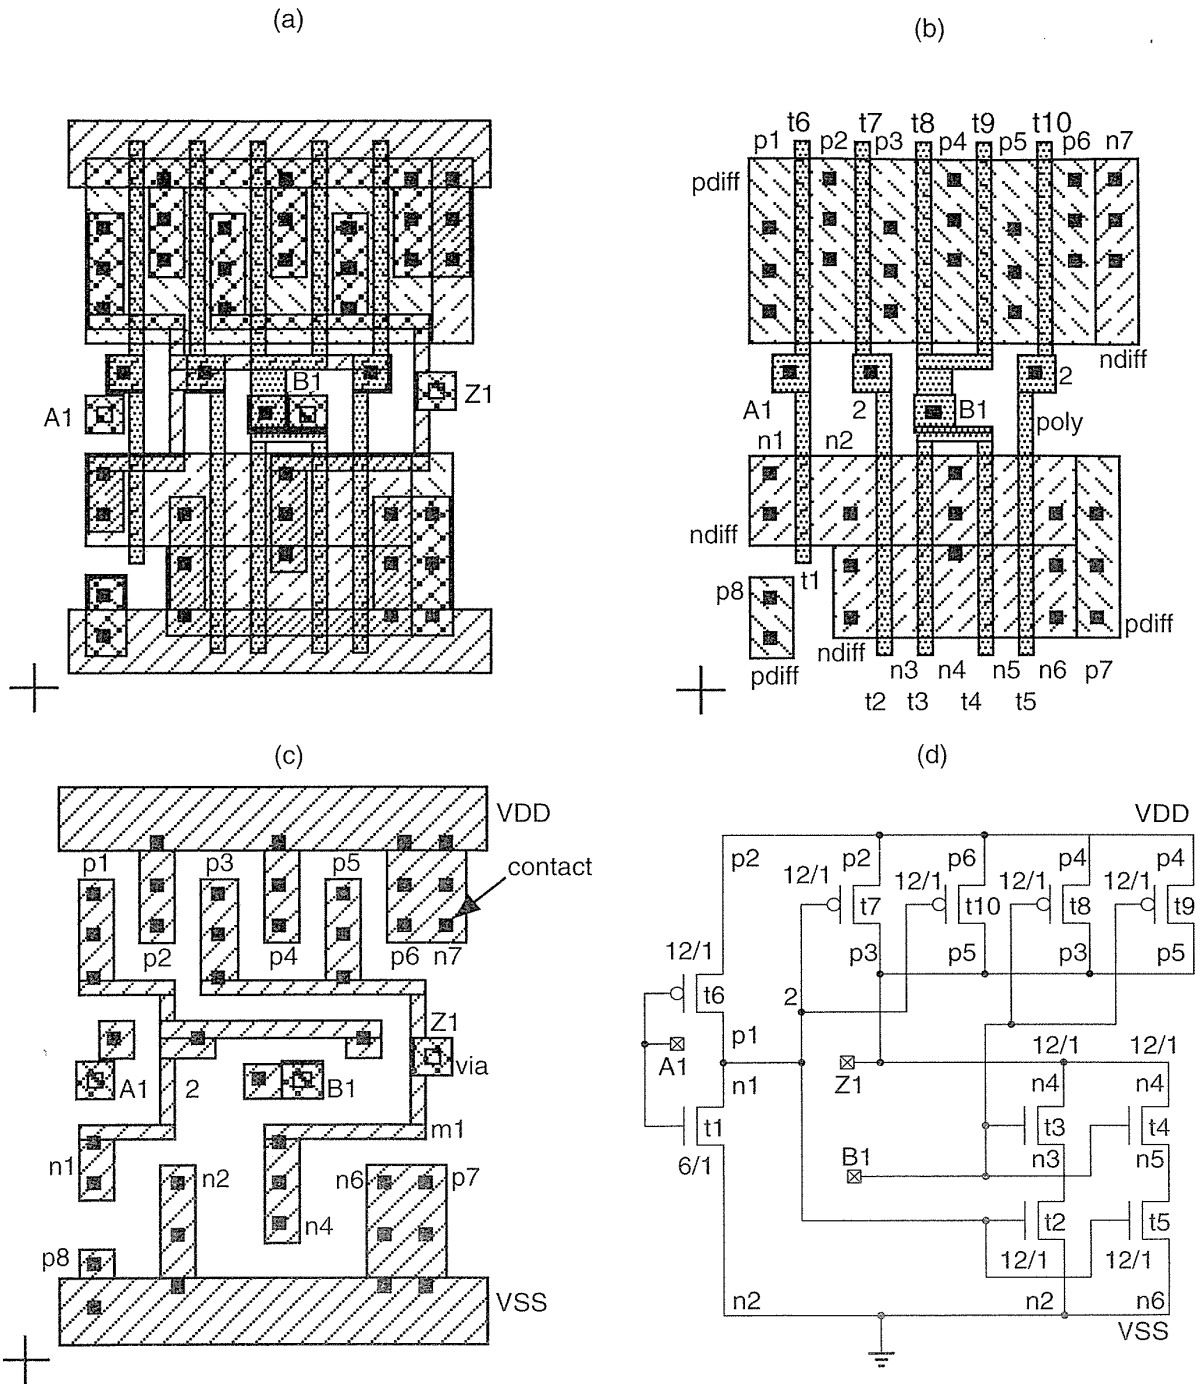 (a)
A1
B1
Z1
(b)
t6 t7 t8 t9 t10
p1 p2 p3 p4 p5 p6 n7
pdiff
ndiff
A1
2
B1
2
poly
n1 n2
ndiff
t1
p8
pdiff
ndiff
pdiff
n3 n4 n5 n6 p7
t2 t3 t4 t5
(c)
VDD
p1 p3 p5
contact
p2 p4 p6 n7
Z1
A1 2 B1 via
m1
n1 n2 n6 p7
n4
p8
VSS
(d)
VDD
p2 p2 p6 p4 p4
12/1 12/1 12/1 12/1
t7 t10 t8 t9
p3 p5 p3 p5
12/1
t6
2
p1
A1
Z1
12/1 12/1
n1
n4 n4
t1 t3 t4
6/1
B1
n3 n5
t2 t5
12/1 12/1
n2 n2 n6
VSS